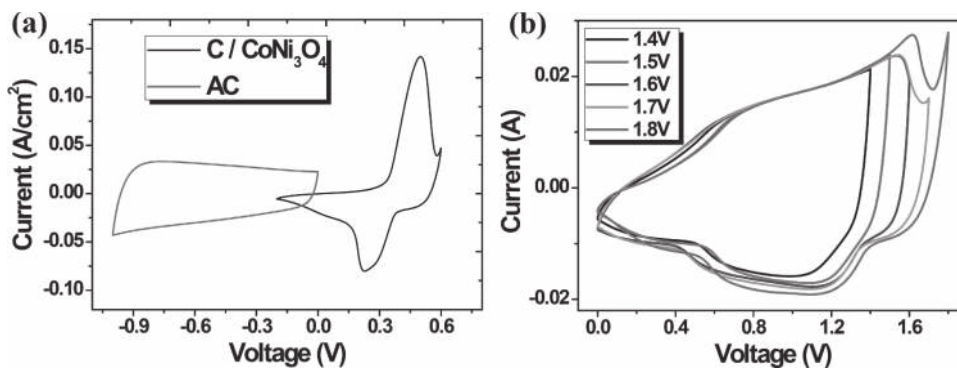 (a)
C / CoNi₃O₄
AC
Current (A/cm²)
0.15
0.10
0.05
0.00
-0.05
-0.10
-0.9
-0.6
-0.3
0.0
0.3
0.6
Voltage (V)
(b)
1.4V
1.5V
1.6V
1.7V
1.8V
Current (A)
0.02
0.00
-0.02
0.0
0.4
0.8
1.2
1.6
Voltage (V)